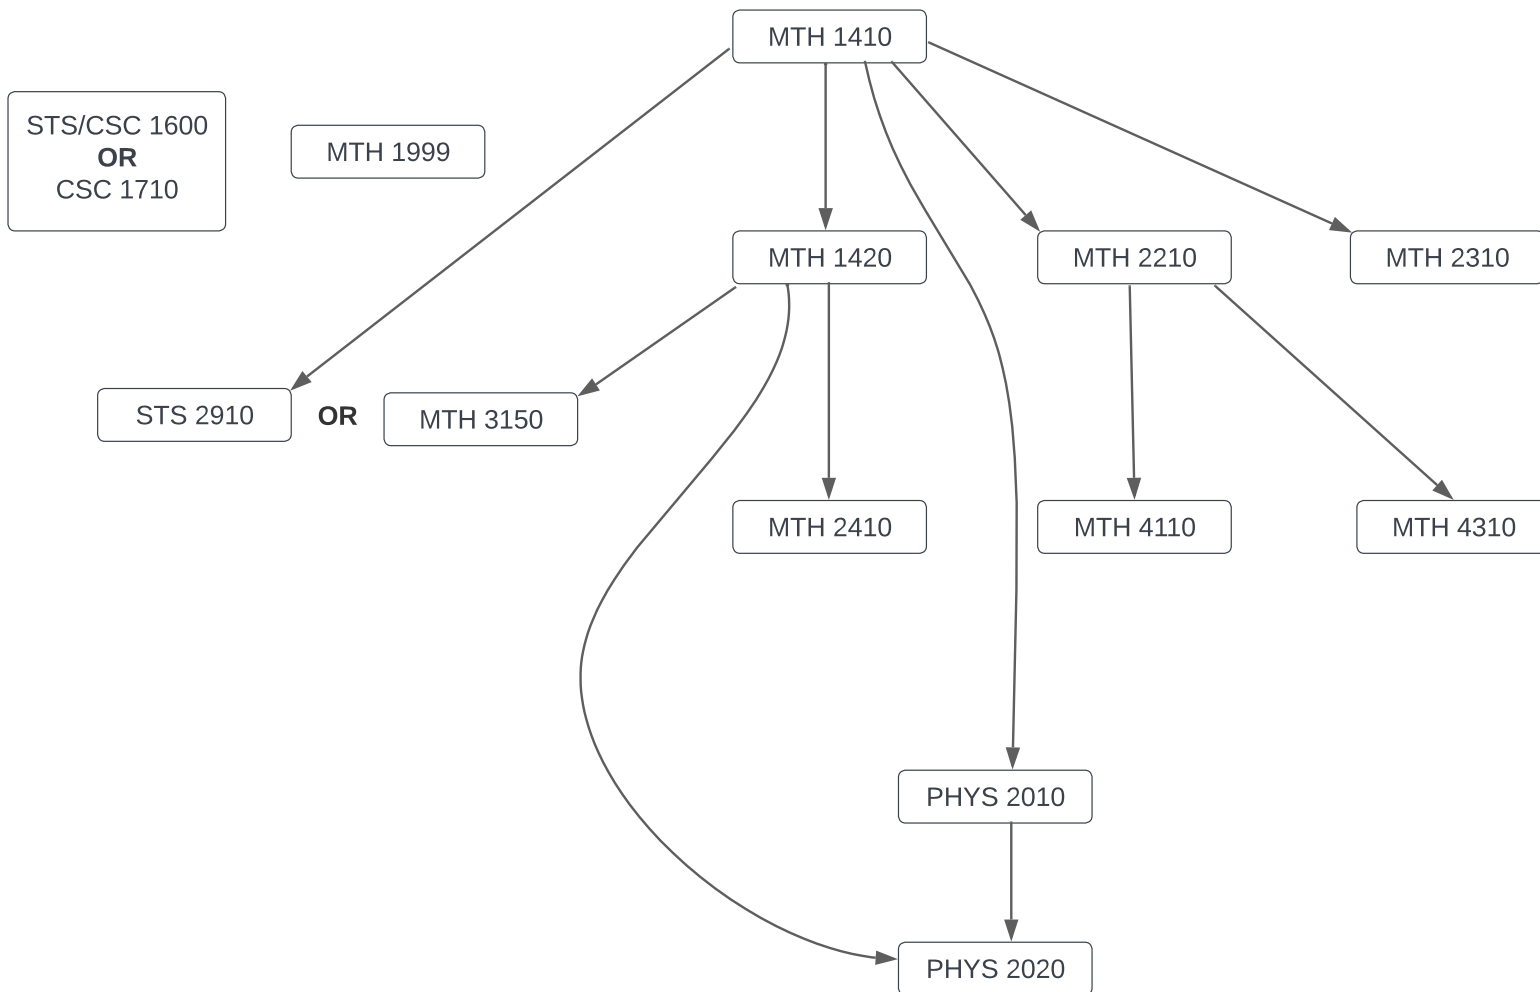 MTH 1410
STS/CSC 1600
OR
CSC 1710
MTH 1999
MTH 1420
MTH 2210
MTH 2310
STS 2910
OR
MTH 3150
MTH 2410
MTH 4110
MTH 4310
PHYS 2010
PHYS 2020